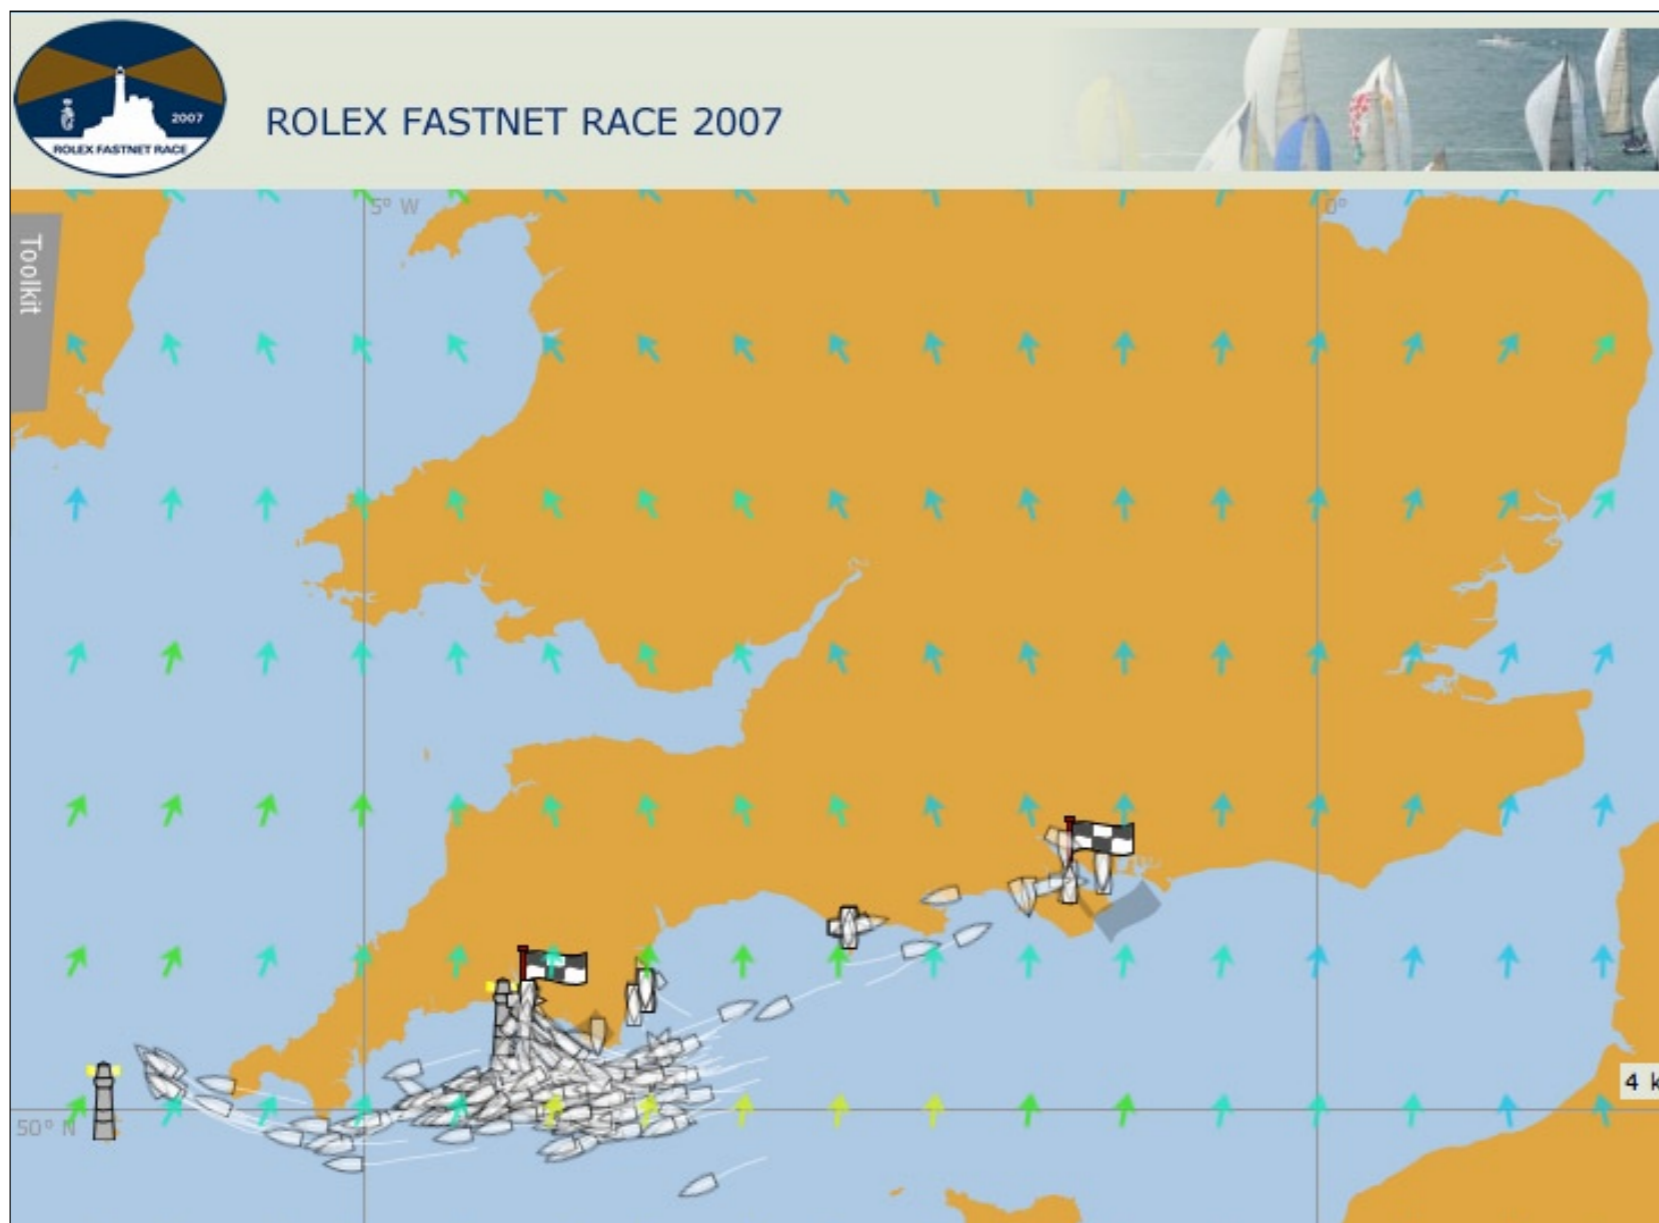 2007
ROLEX FASTNET RACE
ROLEX FASTNET RACE 2007
5° W
0°
Toolkit
4 k
50° N